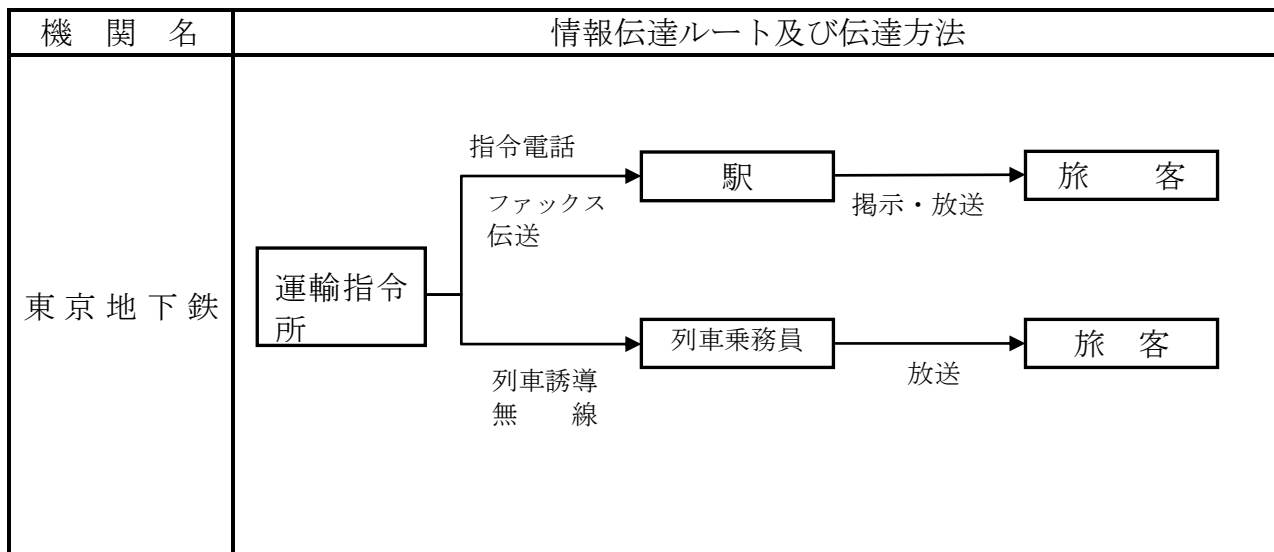 機　関　名
情報伝達ルート及び伝達方法
東京地下鉄
運輸指令
所
指令電話
ファックス
伝送
駅
掲示・放送
旅　　客
列車誘導
無　　線
列車乗務員
放送
旅　客